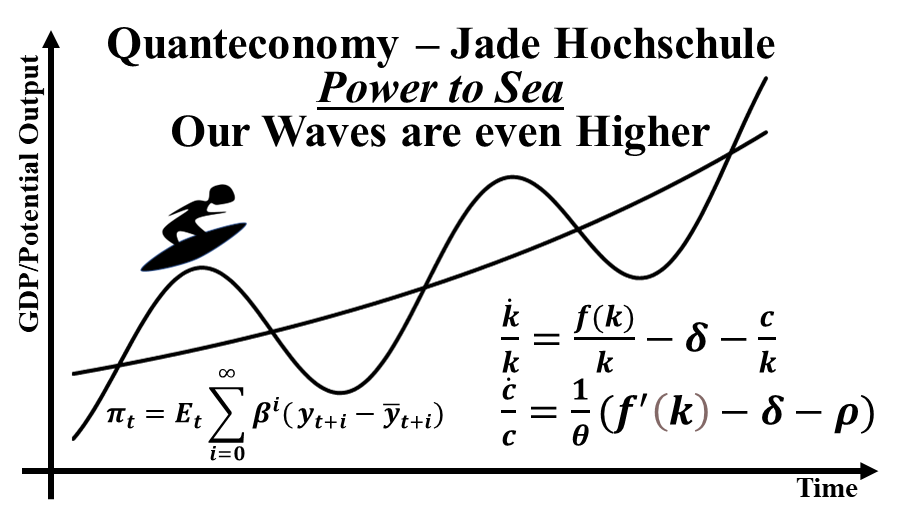 Quanteconomy – Jade Hochschule
Power to Sea
Our Waves are even Higher
GDP/Potential Output
k̇/k = f(k)/k − δ − c/k
ċ/c = 1/θ (f′(k) − δ − ρ)
π_t = E_t ∑_{i=0}^{∞} β^i (y_{t+i} − ȳ_{t+i})
Time